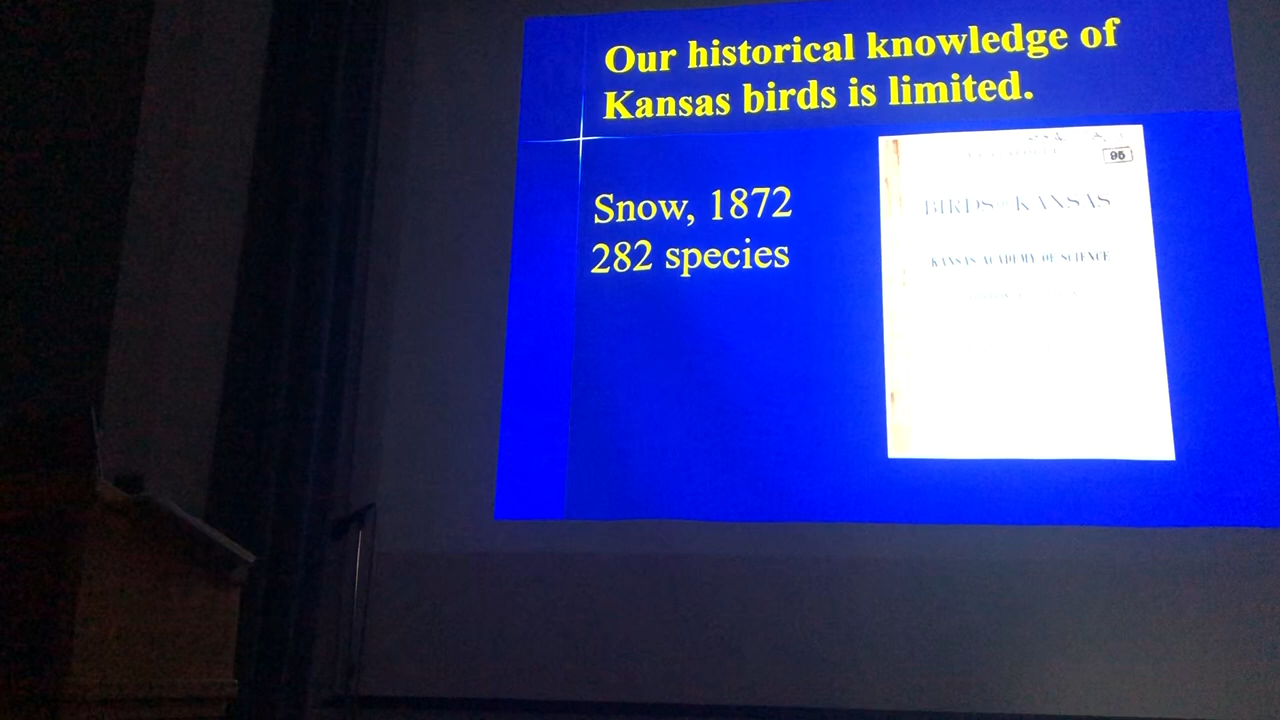 Our historical knowledge of
Kansas birds is limited.
Snow, 1872
282 species
95
BIRDS OF KANSAS
KANSAS ACADEMY OF SCIENCE